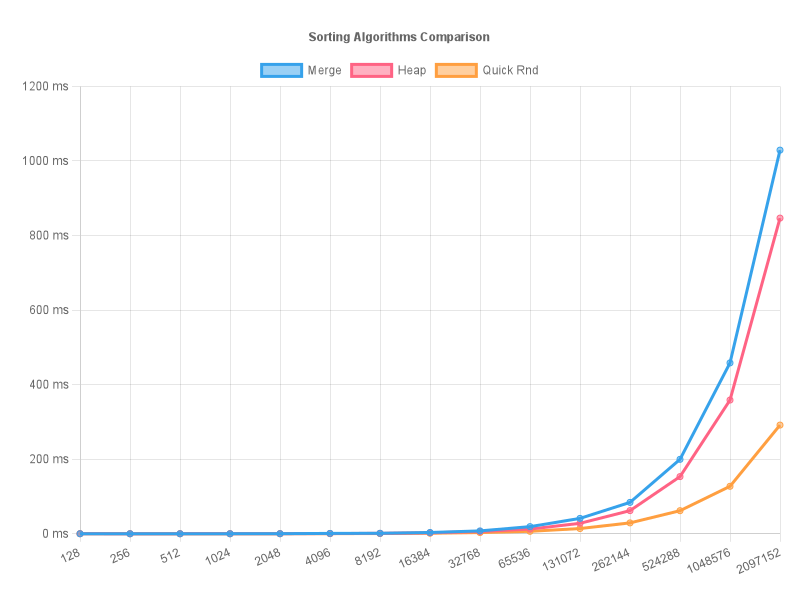 Sorting Algorithms Comparison
Merge Heap Quick Rnd
1200 ms
1000 ms
800 ms
600 ms
400 ms
200 ms
0 ms
128 256 512 1024 2048 4096 8192 16384 32768 65536 131072 262144 524288 1048576 2097152